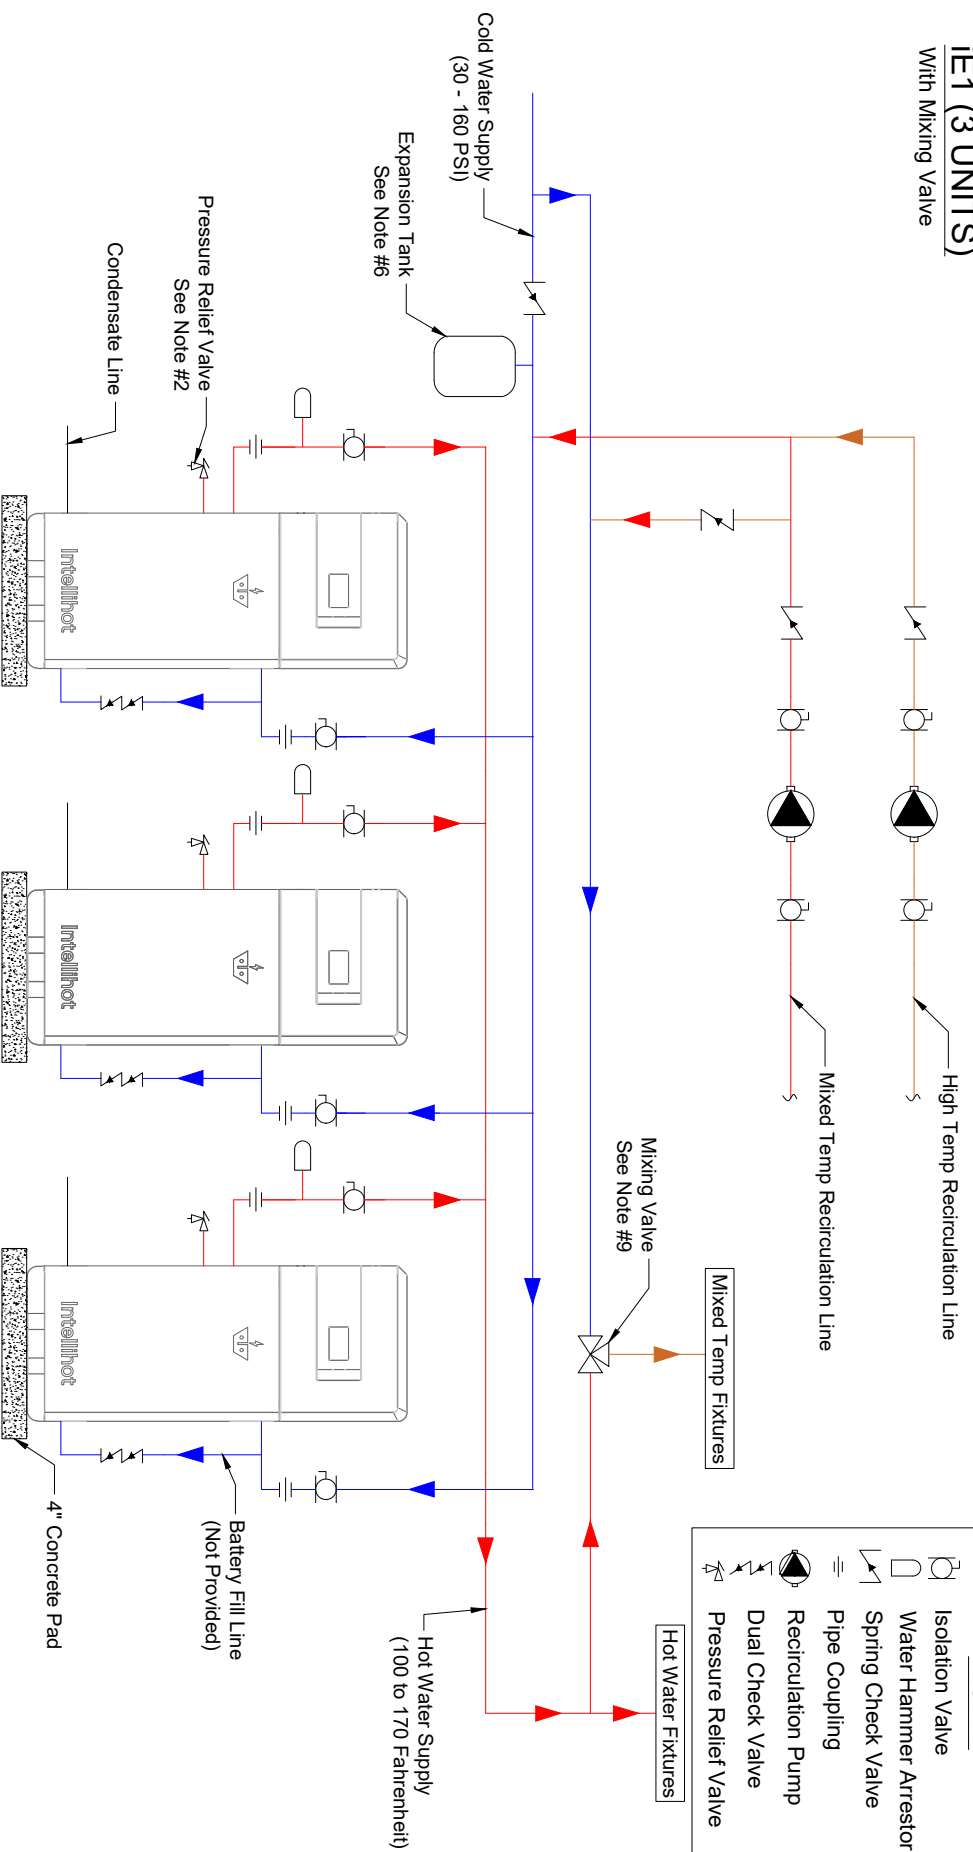 iE1 (3 UNITS)
With Mixing Valve
Isolation Valve
Water Hammer Arrestor
Spring Check Valve
Pipe Coupling
Recirculation Pump
Dual Check Valve
Pressure Relief Valve
High Temp Recirculation Line
Mixed Temp Recirculation Line
Mixed Temp Fixtures
Hot Water Fixtures
Mixing Valve
See Note #9
Cold Water Supply
(30 - 160 PSI)
Expansion Tank
See Note #6
Hot Water Supply
(100 to 170 Fahrenheit)
Pressure Relief Valve
See Note #2
Condensate Line
Battery Fill Line
(Not Provided)
4" Concrete Pad
Intellihot
Intellihot
Intellihot